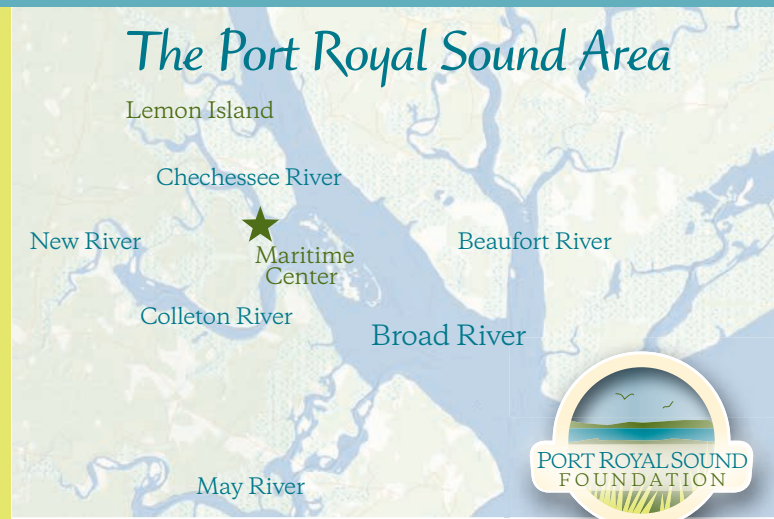 The Port Royal Sound Area
Lemon Island
Chechessee River
New River
Beaufort River
Maritime
Center
Colleton River
Broad River
PORT ROYAL SOUND
FOUNDATION
May River